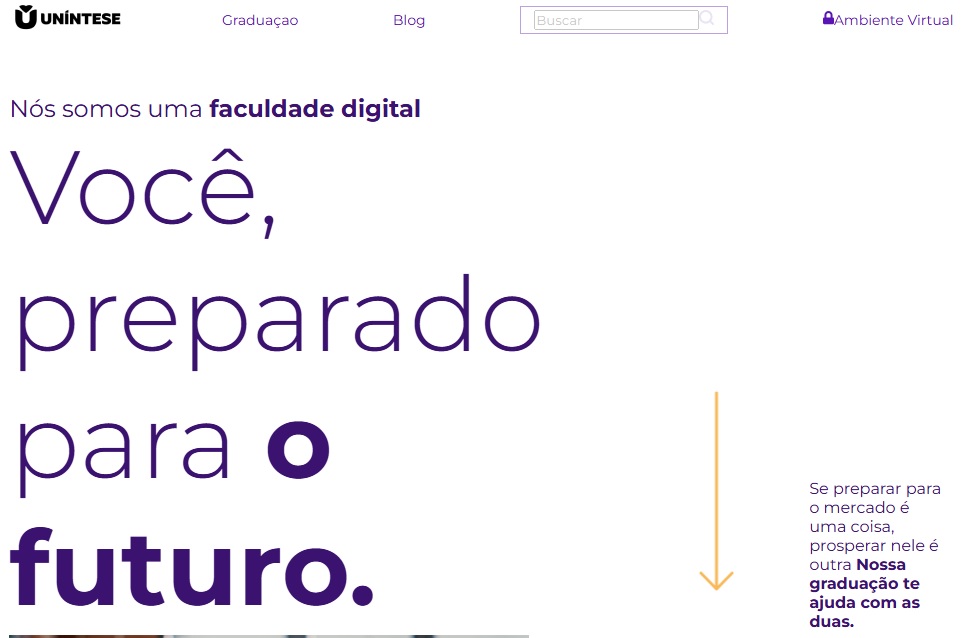 UNÍNTESE
Graduaçao
Blog
Buscar
Ambiente Virtual
Nós somos uma faculdade digital
Você,
preparado
para o
futuro.
Se preparar para
o mercado é
uma coisa,
prosperar nele é
outra Nossa
graduação te
ajuda com as
duas.